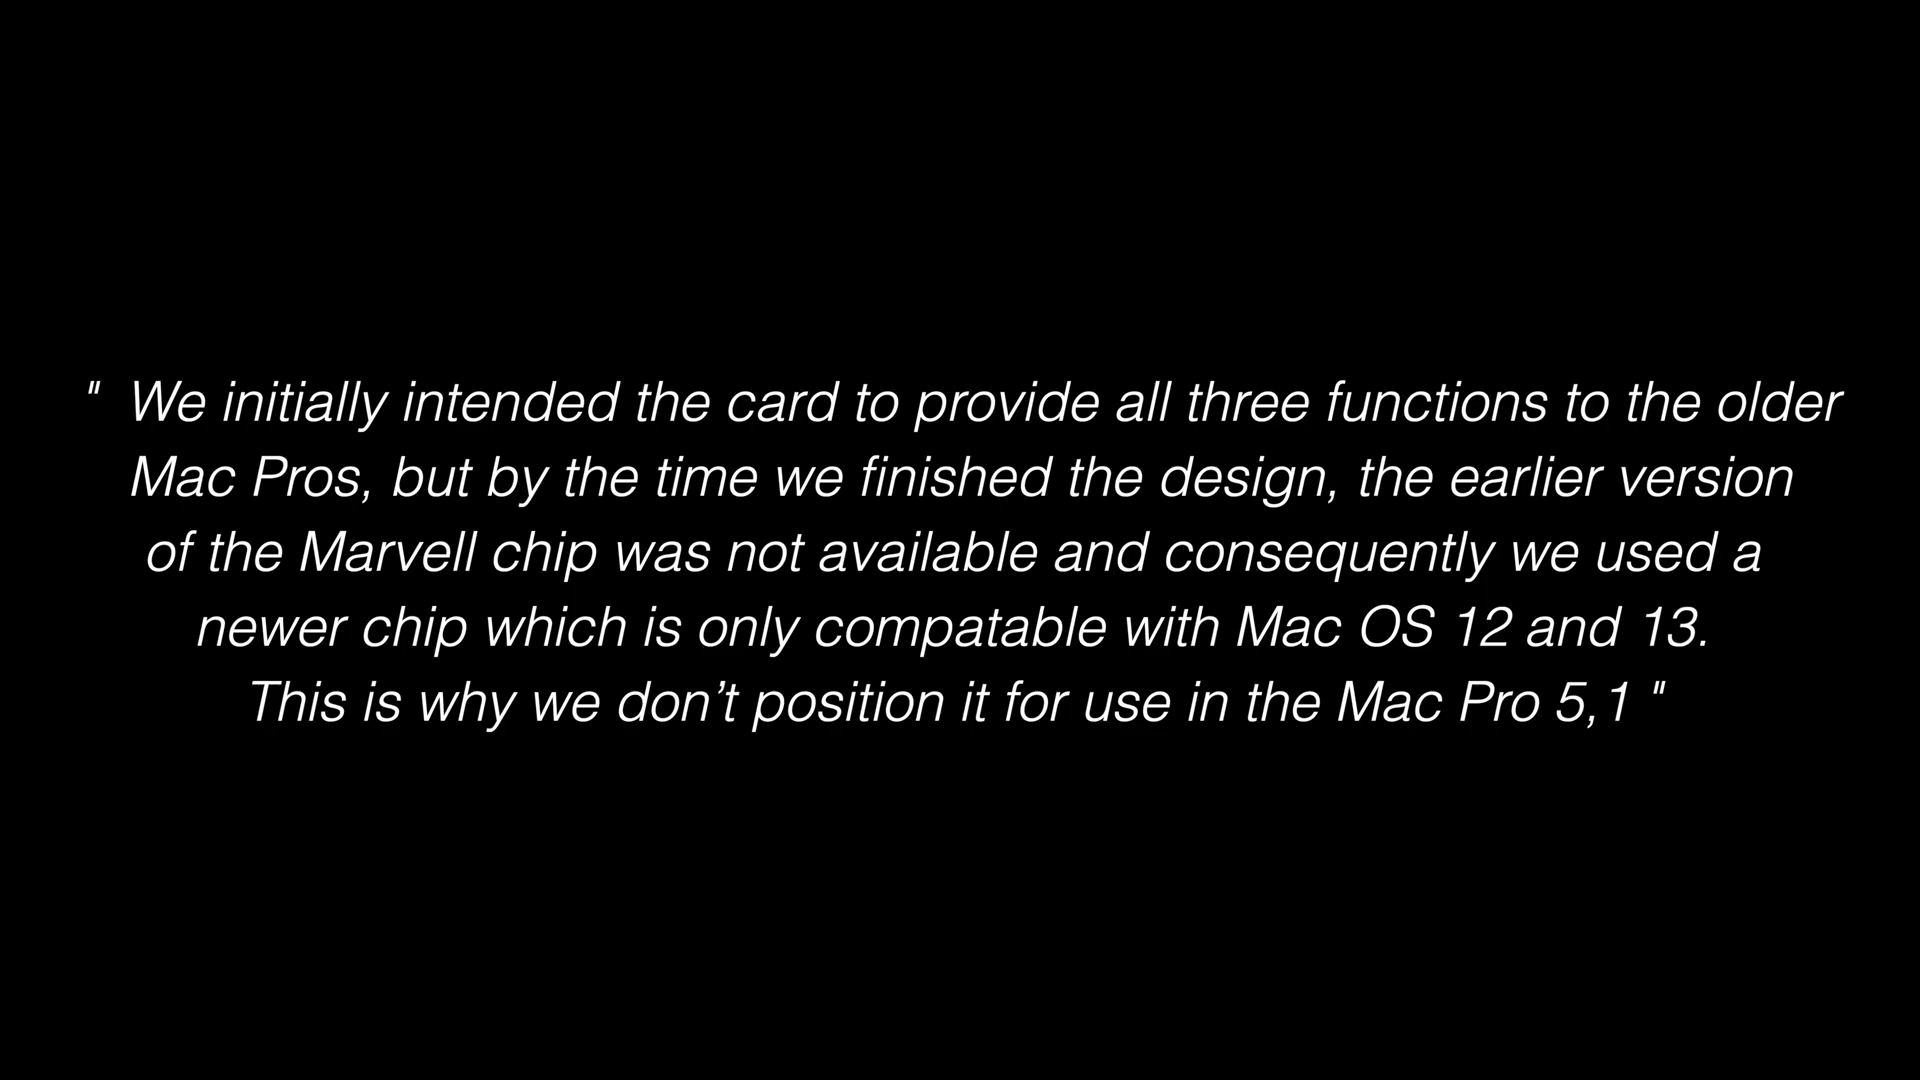 " We initially intended the card to provide all three functions to the older
Mac Pros, but by the time we finished the design, the earlier version
of the Marvell chip was not available and consequently we used a
newer chip which is only compatable with Mac OS 12 and 13.
This is why we don’t position it for use in the Mac Pro 5,1 "